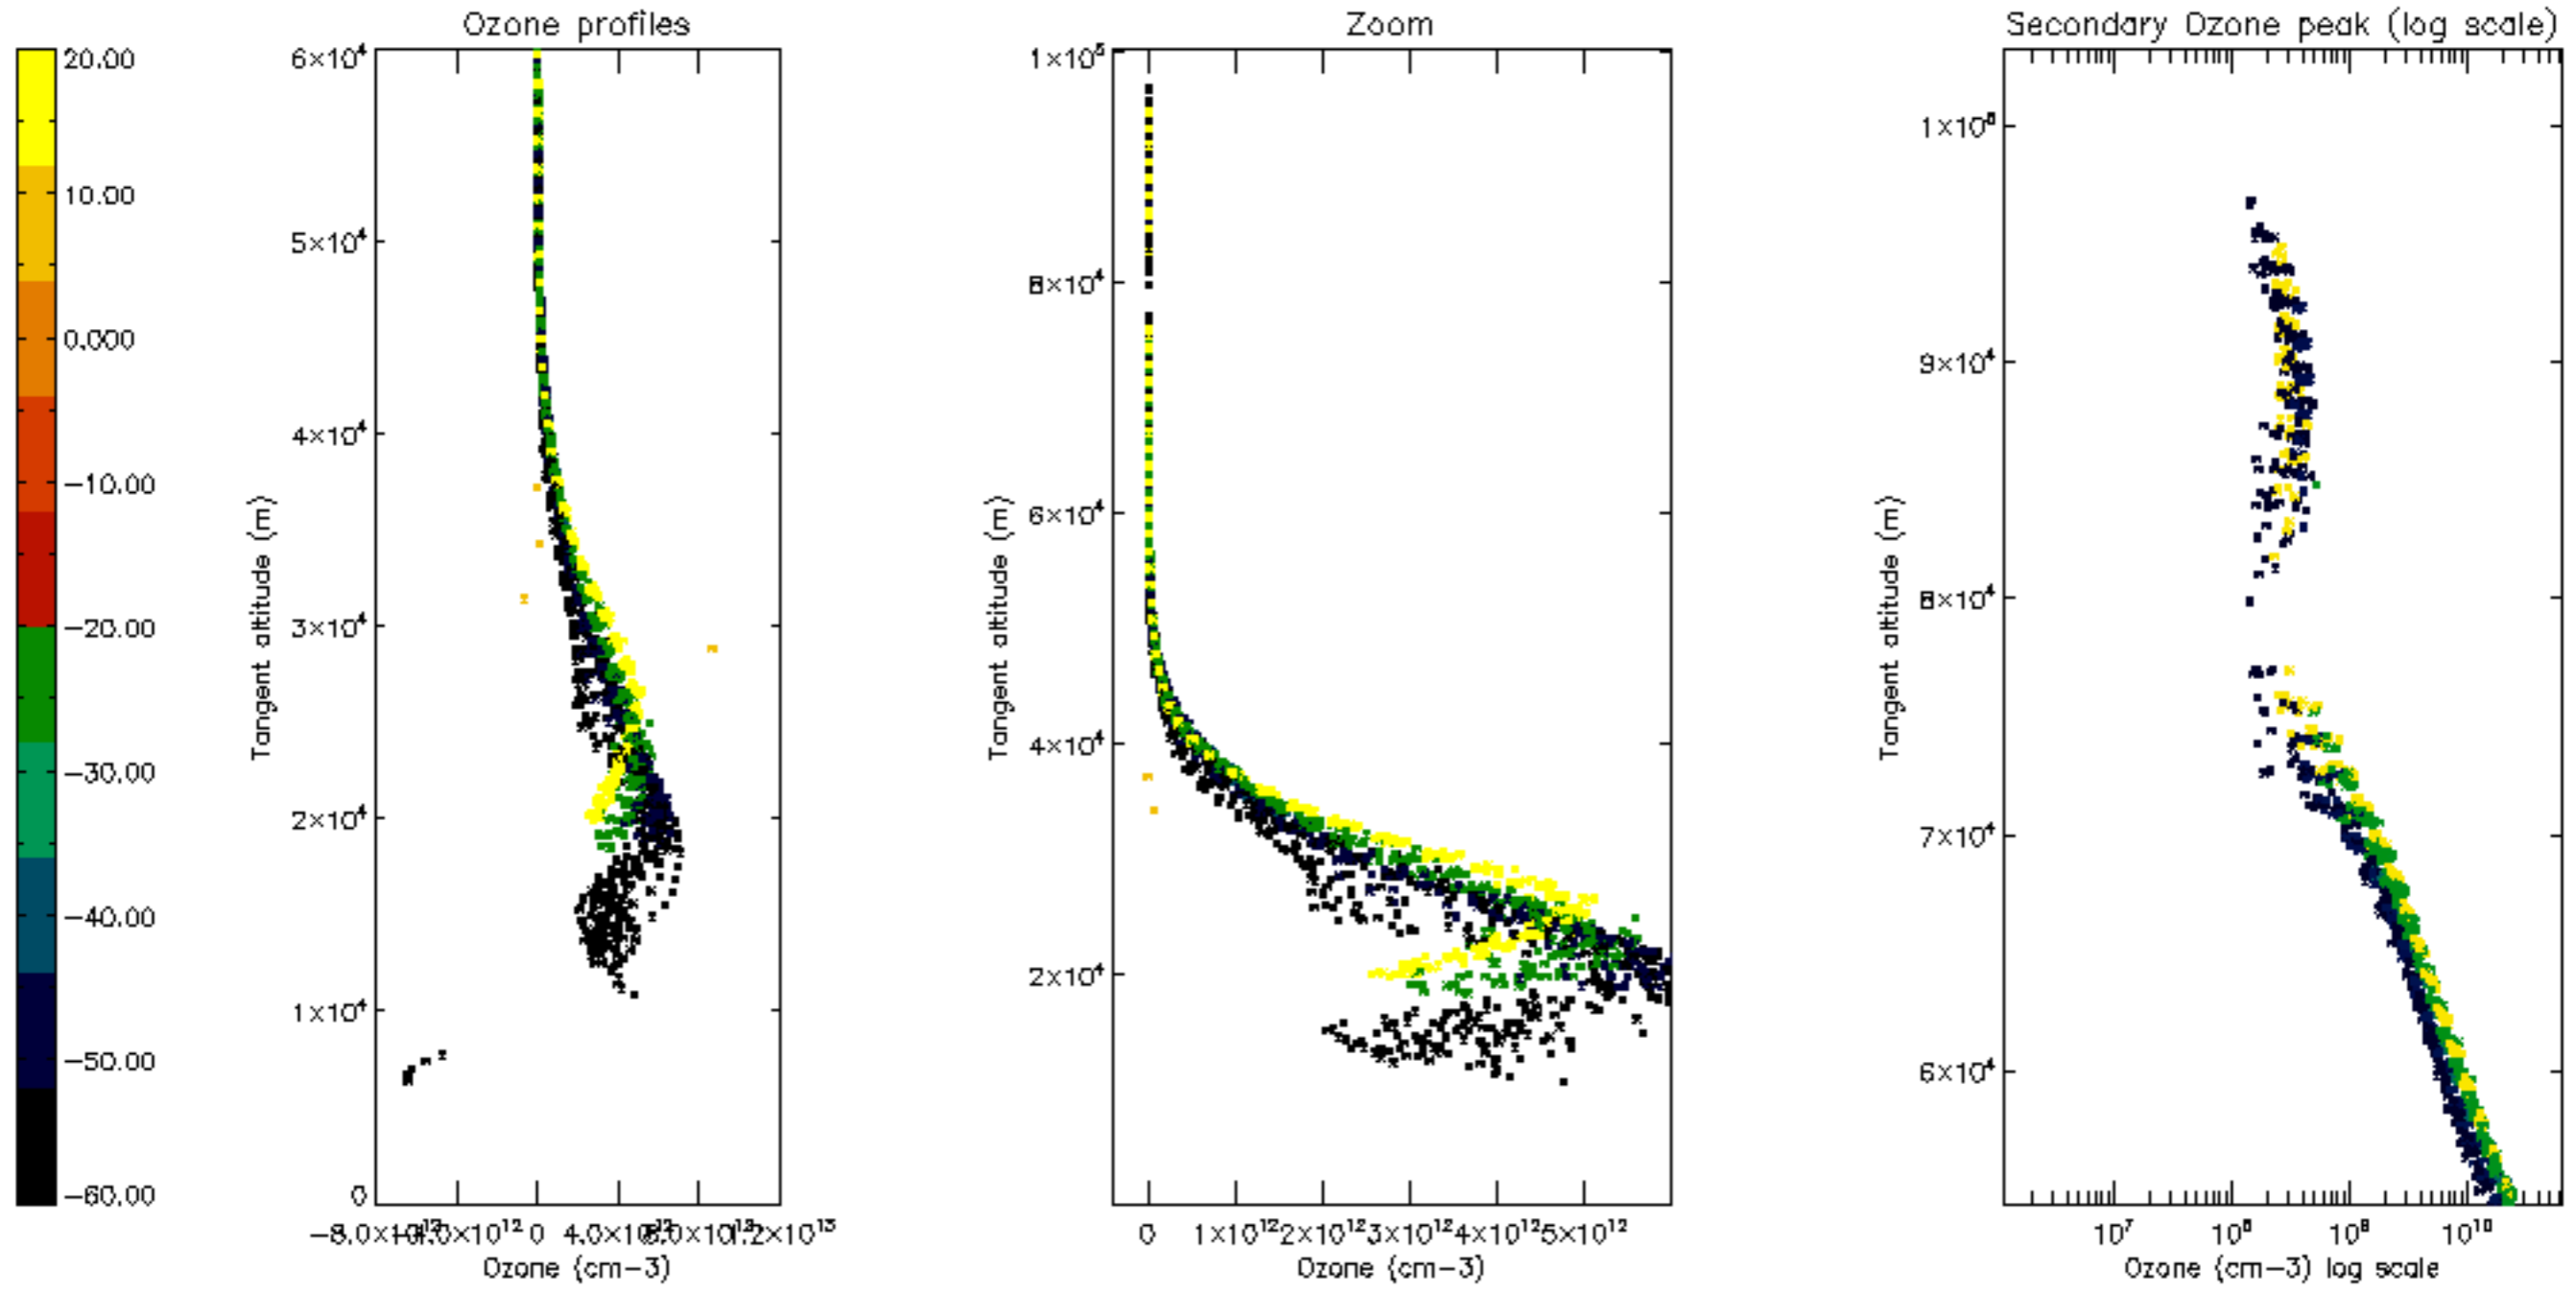 Ozone profiles
Zoom
Secondary Ozone peak (log scale)
20.00
10.00
0.000
−10.00
−20.00
−30.00
−40.00
−50.00
−60.00
6×10⁴
5×10⁴
4×10⁴
3×10⁴
2×10⁴
1×10⁴
0
Tangent altitude (m)
0
Ozone (cm−3)
1×10⁵
8×10⁴
6×10⁴
4×10⁴
2×10⁴
Tangent altitude (m)
0 1×10¹² 2×10¹² 3×10¹² 4×10¹² 5×10¹²
Ozone (cm−3)
1×10⁵
9×10⁴
8×10⁴
7×10⁴
6×10⁴
Tangent altitude (m)
10⁷ 10⁸ 10⁹ 10¹⁰
Ozone (cm−3) log scale